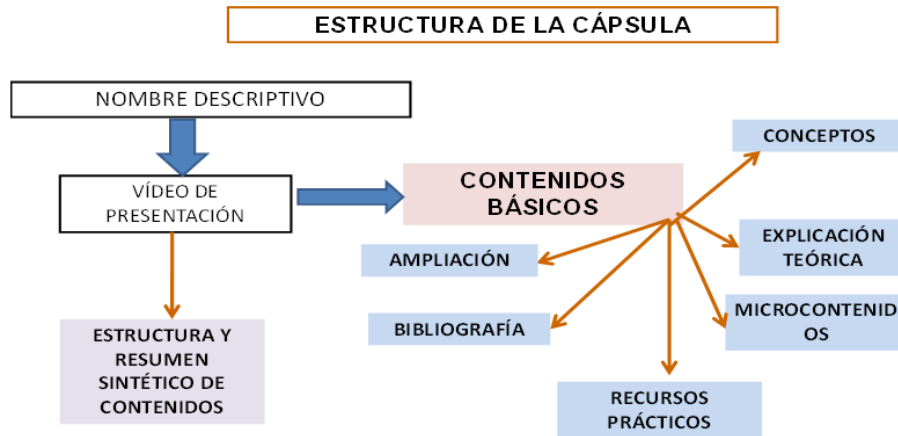 ESTRUCTURA DE LA CÁPSULA
NOMBRE DESCRIPTIVO
VÍDEO DE
PRESENTACIÓN
ESTRUCTURA Y
RESUMEN
SINTÉTICO DE
CONTENIDOS
CONTENIDOS
BÁSICOS
CONCEPTOS
EXPLICACIÓN
TEÓRICA
MICROCONTENID
OS
RECURSOS
PRÁCTICOS
BIBLIOGRAFÍA
AMPLIACIÓN